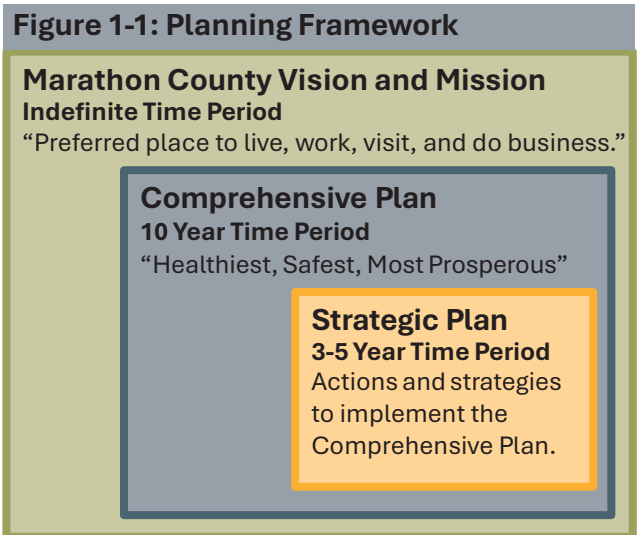 Figure 1-1: Planning Framework
Marathon County Vision and Mission
Indefinite Time Period
“Preferred place to live, work, visit, and do business.”
Comprehensive Plan
10 Year Time Period
“Healthiest, Safest, Most Prosperous”
Strategic Plan
3-5 Year Time Period
Actions and strategies
to implement the
Comprehensive Plan.